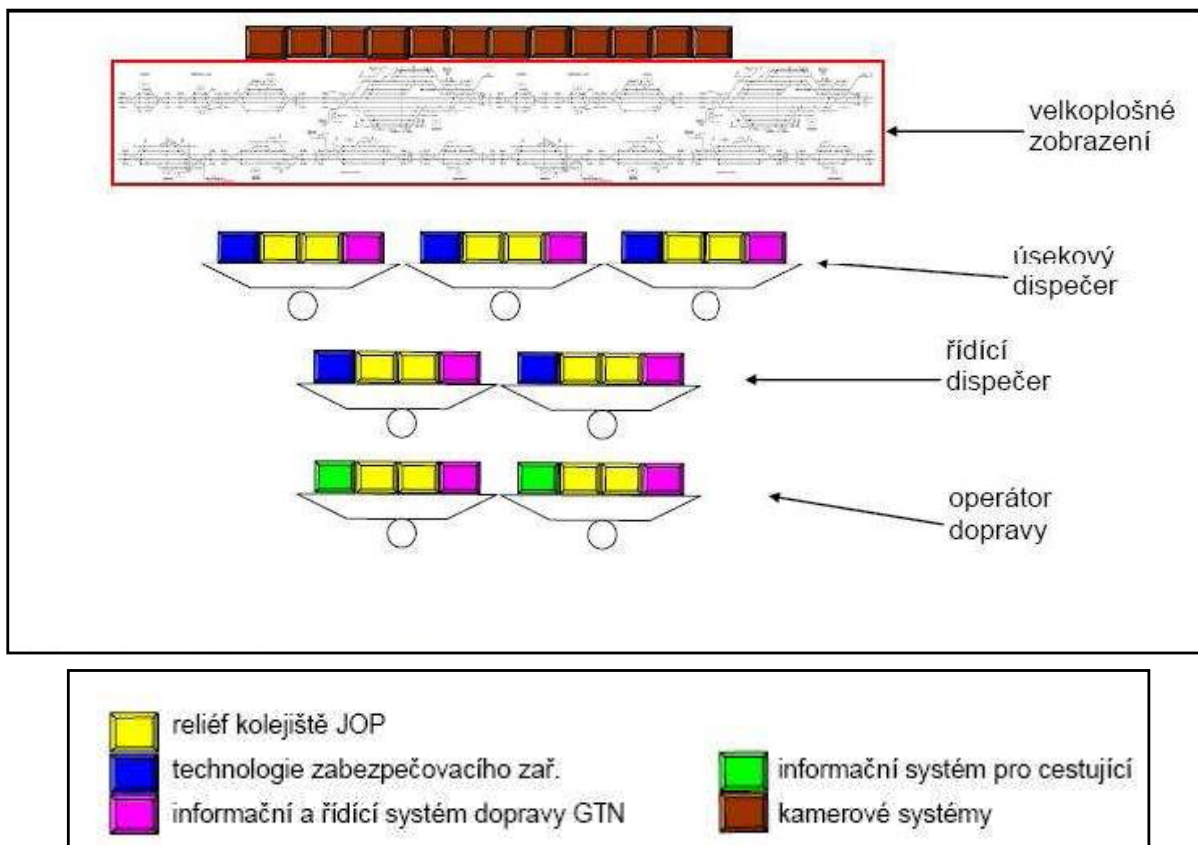 velkoplošné
zobrazení
úsekový
dispečer
řídící
dispečer
operátor
dopravy
reliéf kolejiště JOP
technologie zabezpečovacího zař.
informační a řídící systém dopravy GTN
informační systém pro cestující
kamerové systémy